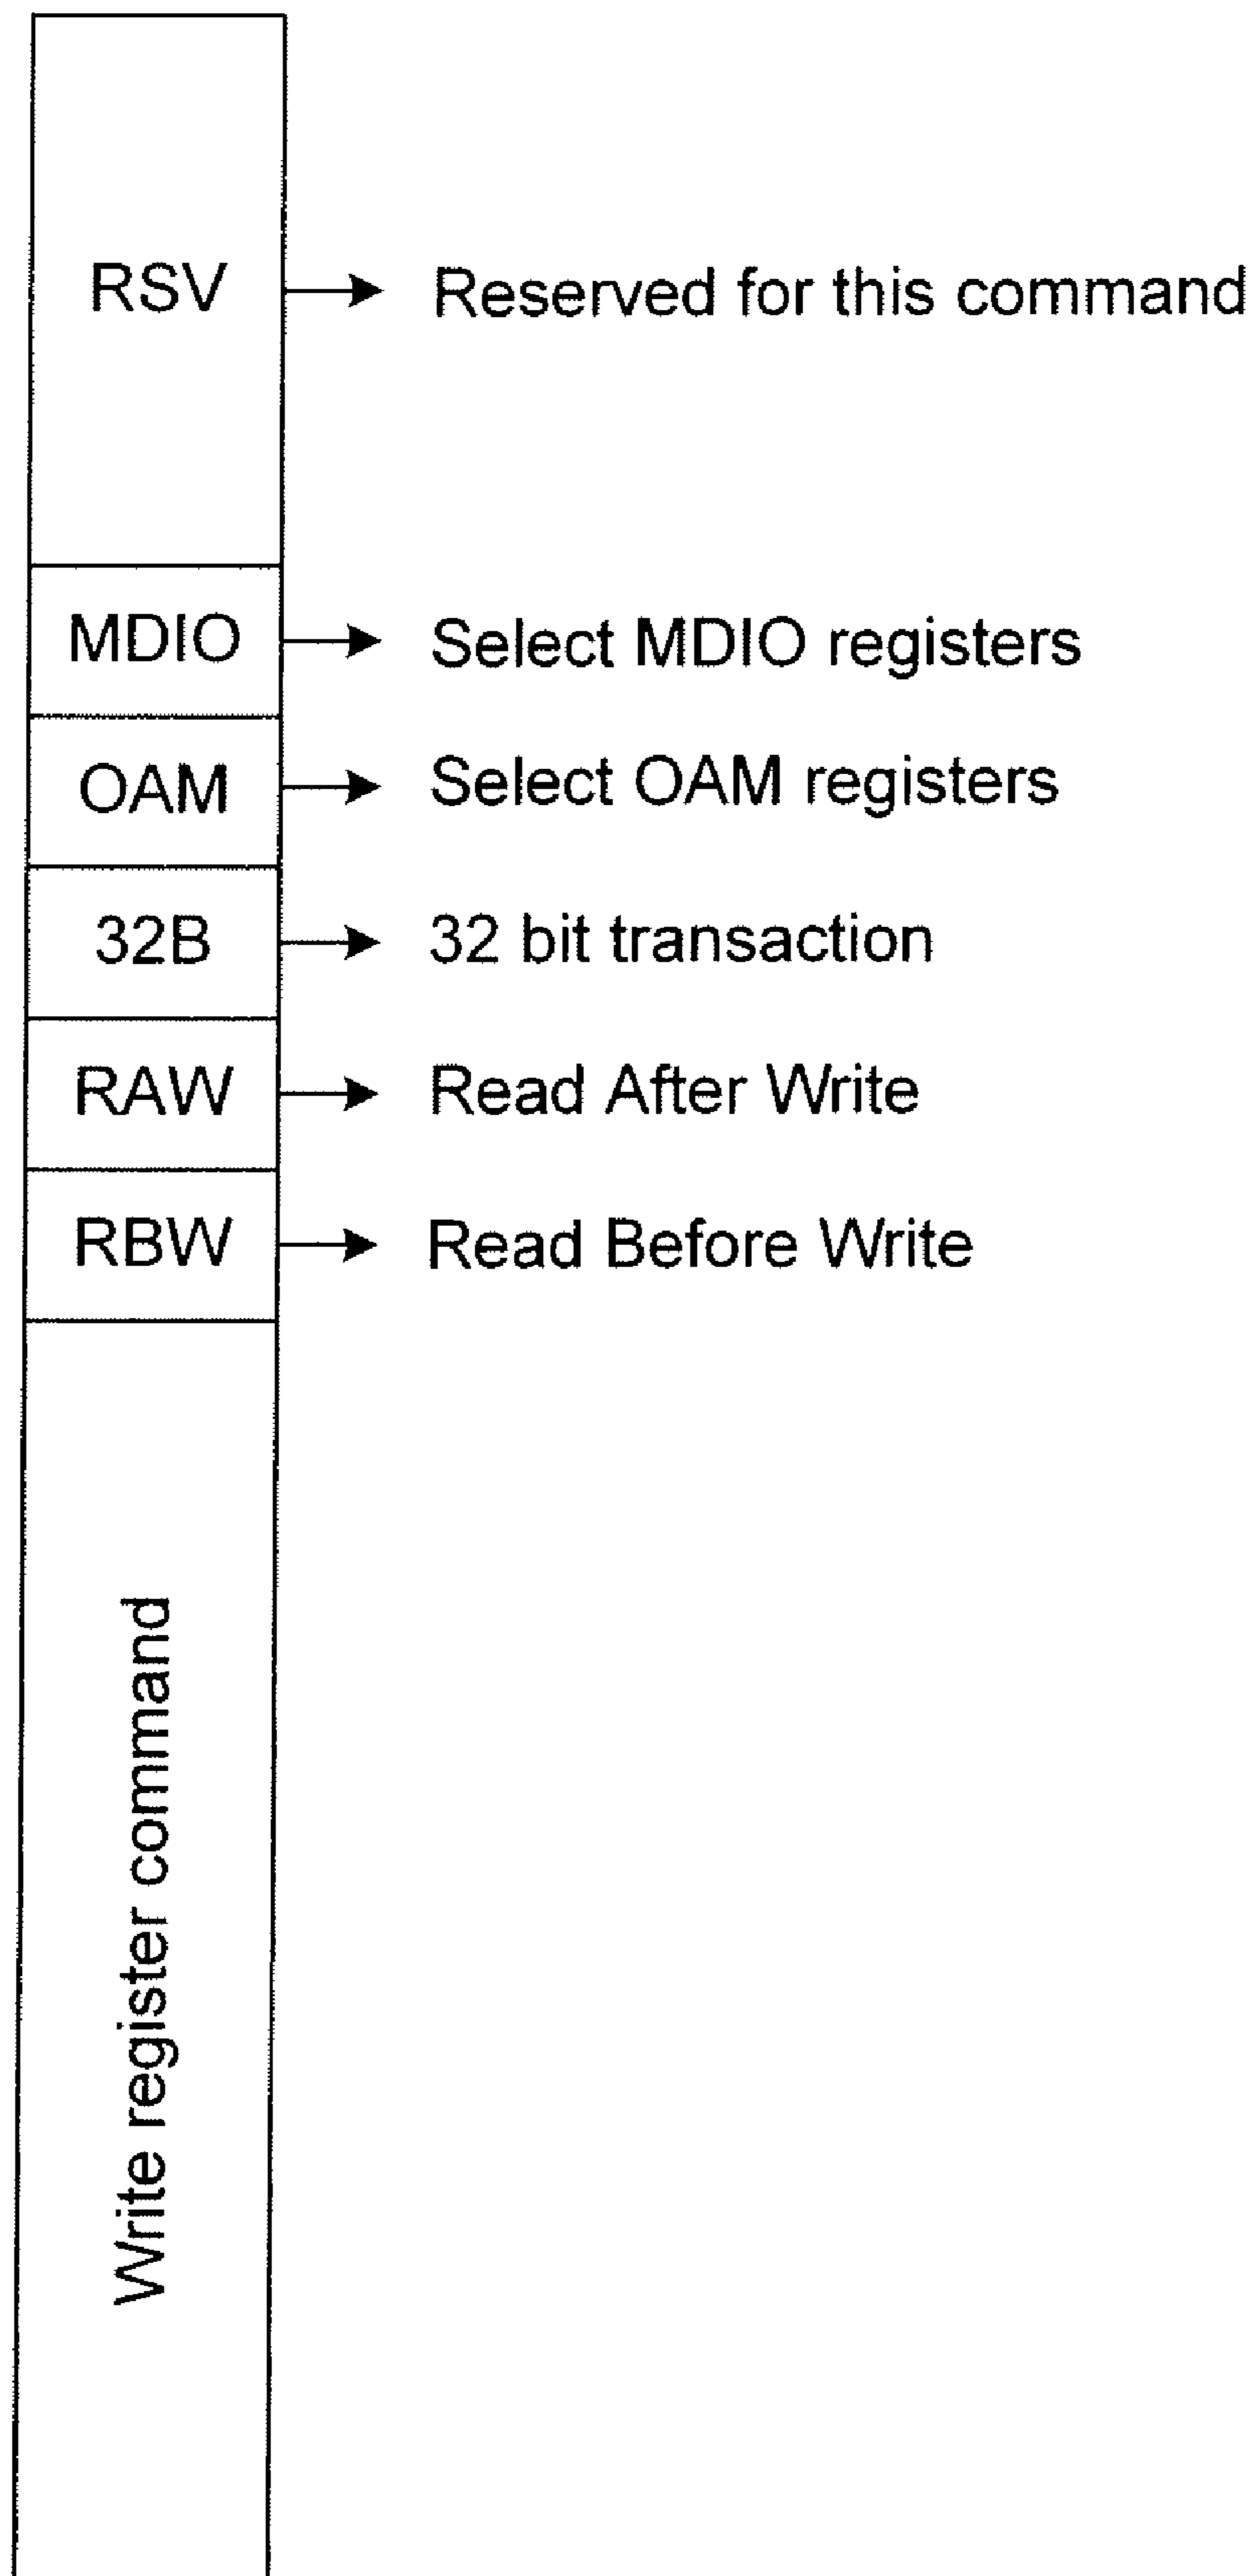 RSV Reserved for this command
MDIO Select MDIO registers
OAM Select OAM registers
32B 32 bit transaction
RAW Read After Write
RBW Read Before Write
Write register command